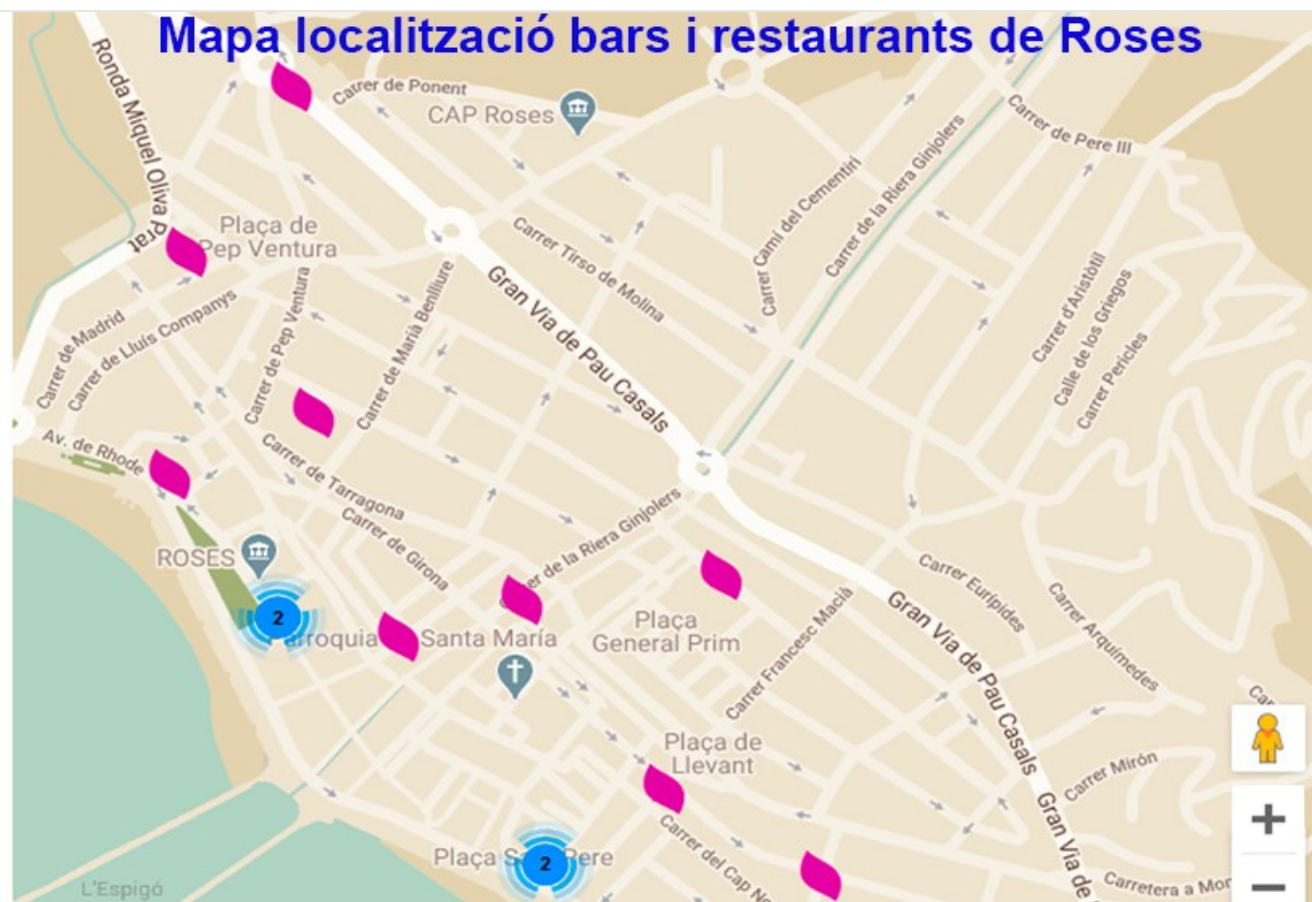 Mapa localització bars i restaurants de Roses
Ronda Miquel Oliva Prat
Carrer de Ponent
CAP Roses
Carrer de Pere III
Carrer Camí del Cementiri
Carrer de la Riera Ginjolers
Plaça de
Pep Ventura
Carrer Tirso de Molina
Gran Via de Pau Casals
Carrer de Madrid
Carrer de Lluís Companys
Carrer de Pep Ventura
Carrer de Marià Benlliure
Carrer d'Aristòtil
Calle de los Griegos
Carrer Pericles
Av. de Rhode
Carrer de Tarragona
Carrer de Girona
ROSES
de la Riera Ginjolers
2
Santa María
Plaça
General Prim
Carrer Francesc Macià
Carrer Eurípides
Carrer Arquímedes
Gran Via de Pau Casals
Plaça de
Llevant
Carrer Mirón
Gran Via de
Plaça
Pere
2
Carrer del Cap
Carretera a
L'Espigó
+
−